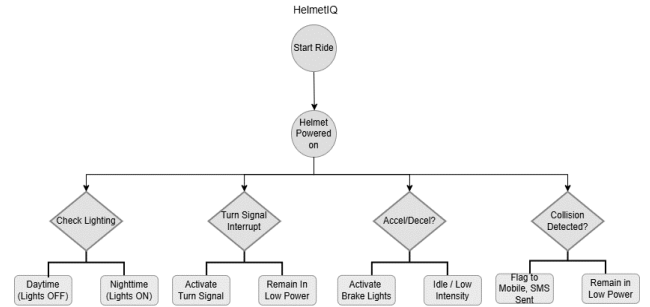 HelmetIQ
Start Ride
Helmet
Powered
on
Check Lighting
Turn Signal
Interrupt
Accel/Decel?
Collision
Detected?
Daytime
(Lights OFF)
Nighttime
(Lights ON)
Activate
Turn Signal
Remain In
Low Power
Activate
Brake Lights
Idle / Low
Intensity
Flag to
Mobile, SMS
Sent
Remain in
Low Power